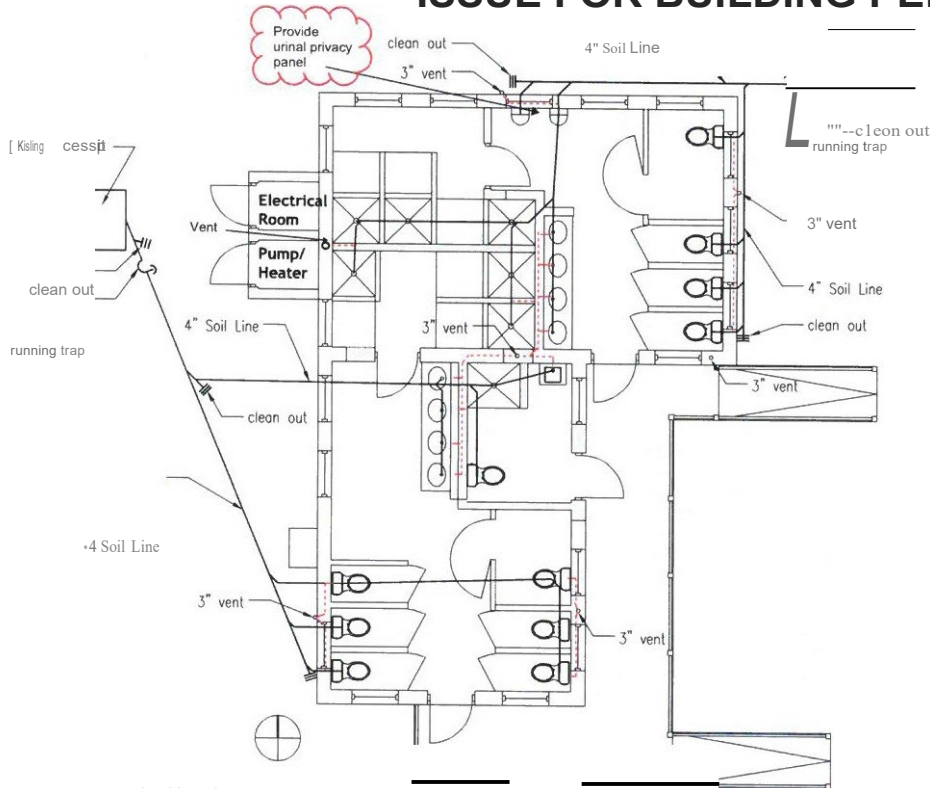 ISSUE FOR BUILDING PE
Provide
urinal privacy
panel
clean out
3" vent
4" Soil Line
""--c1eon out
running trap
[ Kisling cessp
Electrical
Room
Vent
Pump/
Heater
3" vent
clean out
4" Soil Line
4" Soil Line
3" vent
clean out
running trap
3" vent
clean out
•4 Soil Line
3" vent
3" vent